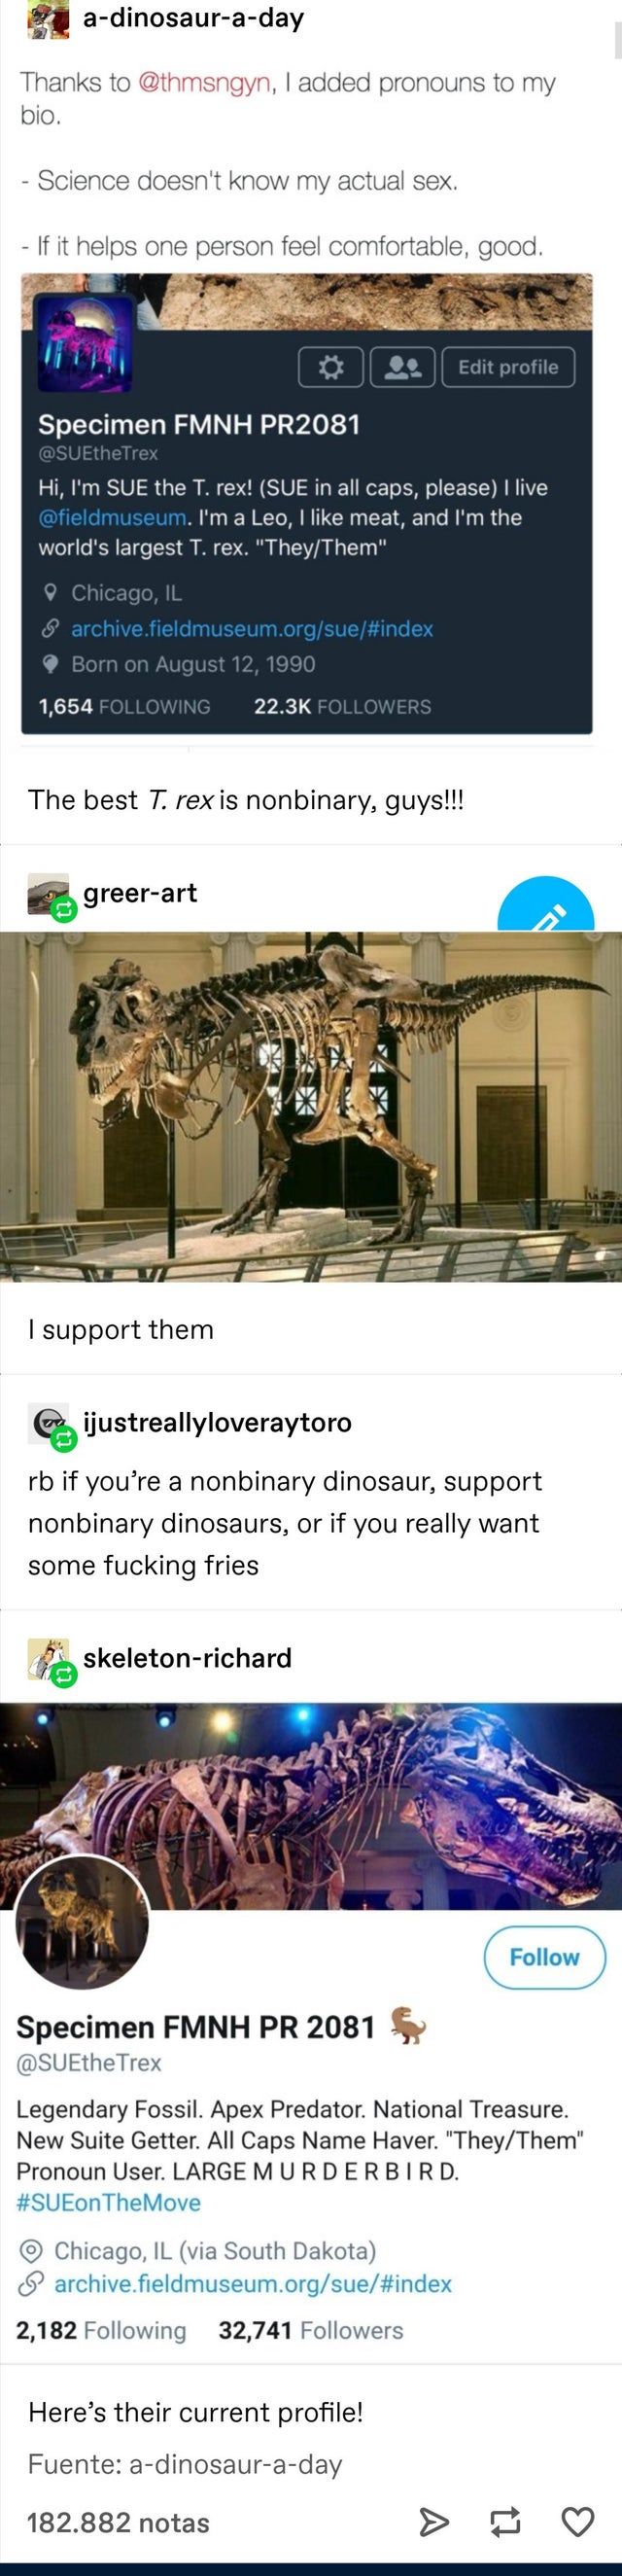 a-dinosaur-a-day
Thanks to @thmsngyn, I added pronouns to my
bio.
- Science doesn't know my actual sex.
- If it helps one person feel comfortable, good.
Edit profile
Specimen FMNH PR2081
@SUEtheTrex
Hi, I'm SUE the T. rex! (SUE in all caps, please) I live
@fieldmuseum. I'm a Leo, I like meat, and I'm the
world's largest T. rex. "They/Them"
Chicago, IL
archive.fieldmuseum.org/sue/#index
Born on August 12, 1990
1,654 FOLLOWING 22.3K FOLLOWERS
The best T. rex is nonbinary, guys!!!
greer-art
I support them
ijustreallyloveraytoro
rb if you’re a nonbinary dinosaur, support
nonbinary dinosaurs, or if you really want
some fucking fries
skeleton-richard
Follow
Specimen FMNH PR 2081 🦖
@SUEtheTrex
Legendary Fossil. Apex Predator. National Treasure.
New Suite Getter. All Caps Name Haver. "They/Them"
Pronoun User. LARGE M U R D E R B I R D.
#SUEonTheMove
Chicago, IL (via South Dakota)
archive.fieldmuseum.org/sue/#index
2,182 Following 32,741 Followers
Here’s their current profile!
Fuente: a-dinosaur-a-day
182.882 notas